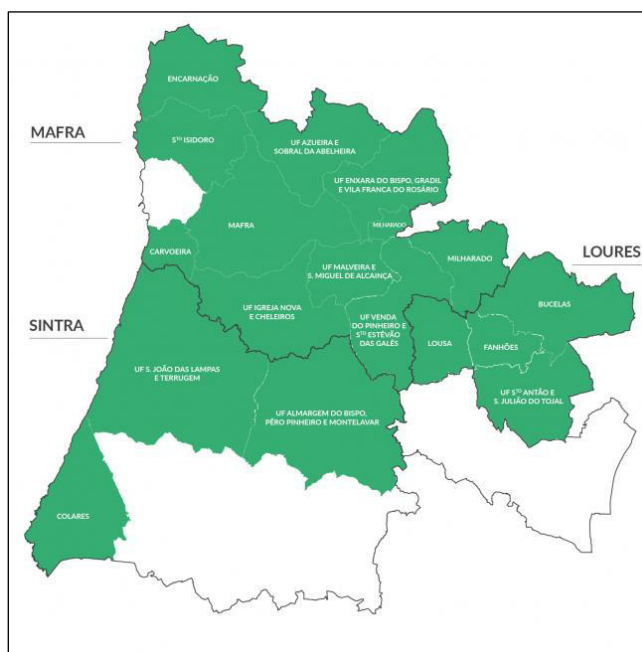 ENCARNAÇÃO
MAFRA
STO ISIDORO
UF AZUEIRA E
SOBRAL DA ABELHEIRA
UF ENXARA DO BISPO, GRADIL
E VILA FRANCA DO ROSÁRIO
MAFRA
MILHARADO
CARVOEIRA
UF MALVEIRA E
S. MIGUEL DE ALCAINÇA
MILHARADO
LOURES
BUCELAS
UF IGREJA NOVA
E CHELEIROS
SINTRA
UF VENDA
DO PINHEIRO E
STO ESTÊVÃO
DAS GALÉS
LOUSA
FANHÕES
UF S. JOÃO DAS LAMPAS
E TERRUGEM
UF STO ANTÃO E
S. JULIÃO DO TOJAL
UF ALMARGEM DO BISPO,
PÊRO PINHEIRO E MONTELAVAR
COLARES